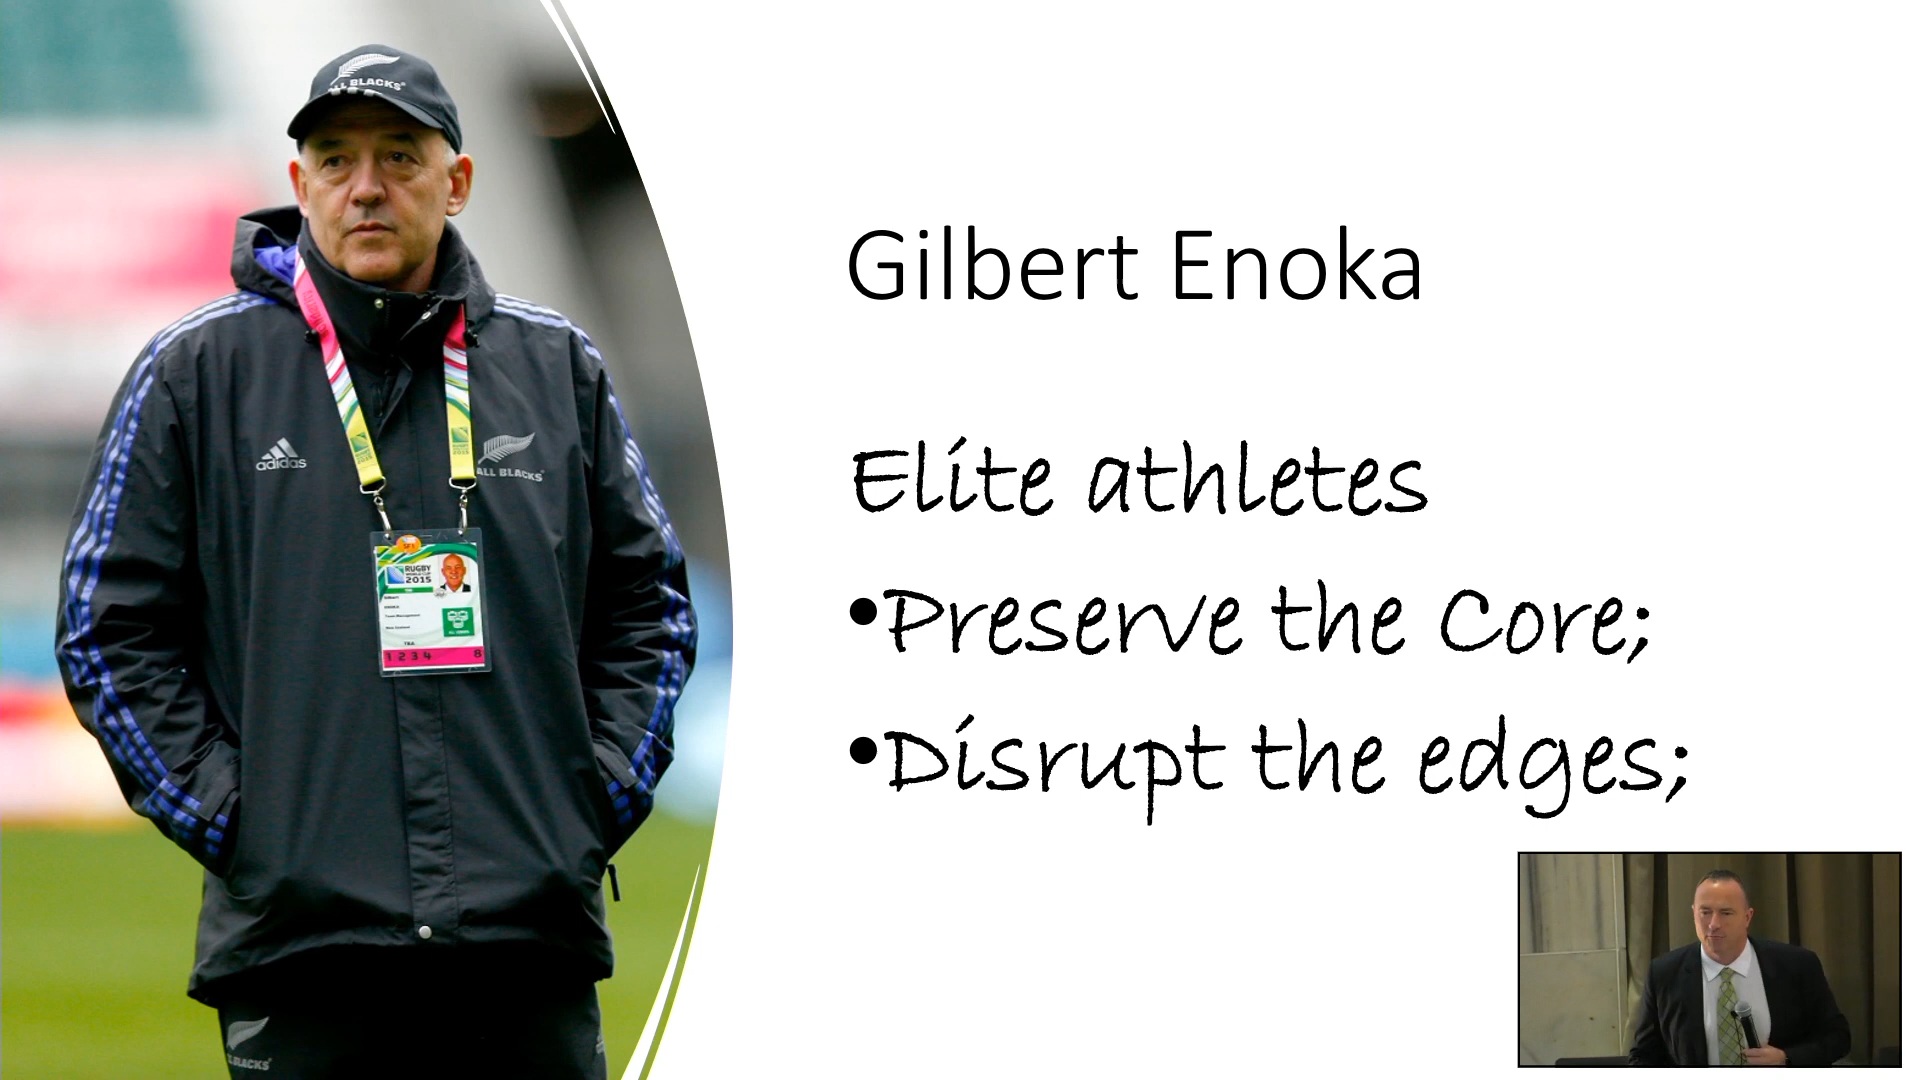 ALL BLACKS
Gilbert Enoka
Elite athletes
•Preserve the Core;
•Disrupt the edges;
adidas
ALL BLACKS
RUGBY
WORLD CUP
2015
1 2 3 4 8
ALL BLACKS